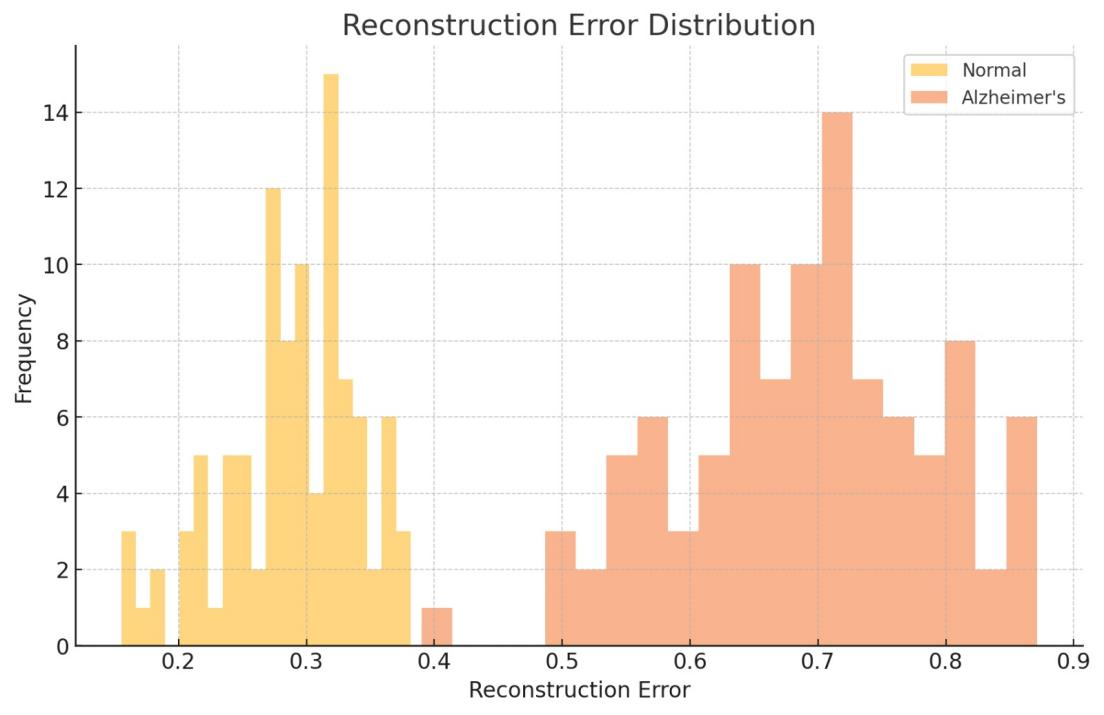 Reconstruction Error Distribution
Normal
Alzheimer's
14
12
10
8
6
4
2
0
Frequency
0.2 0.3 0.4 0.5 0.6 0.7 0.8 0.9
Reconstruction Error